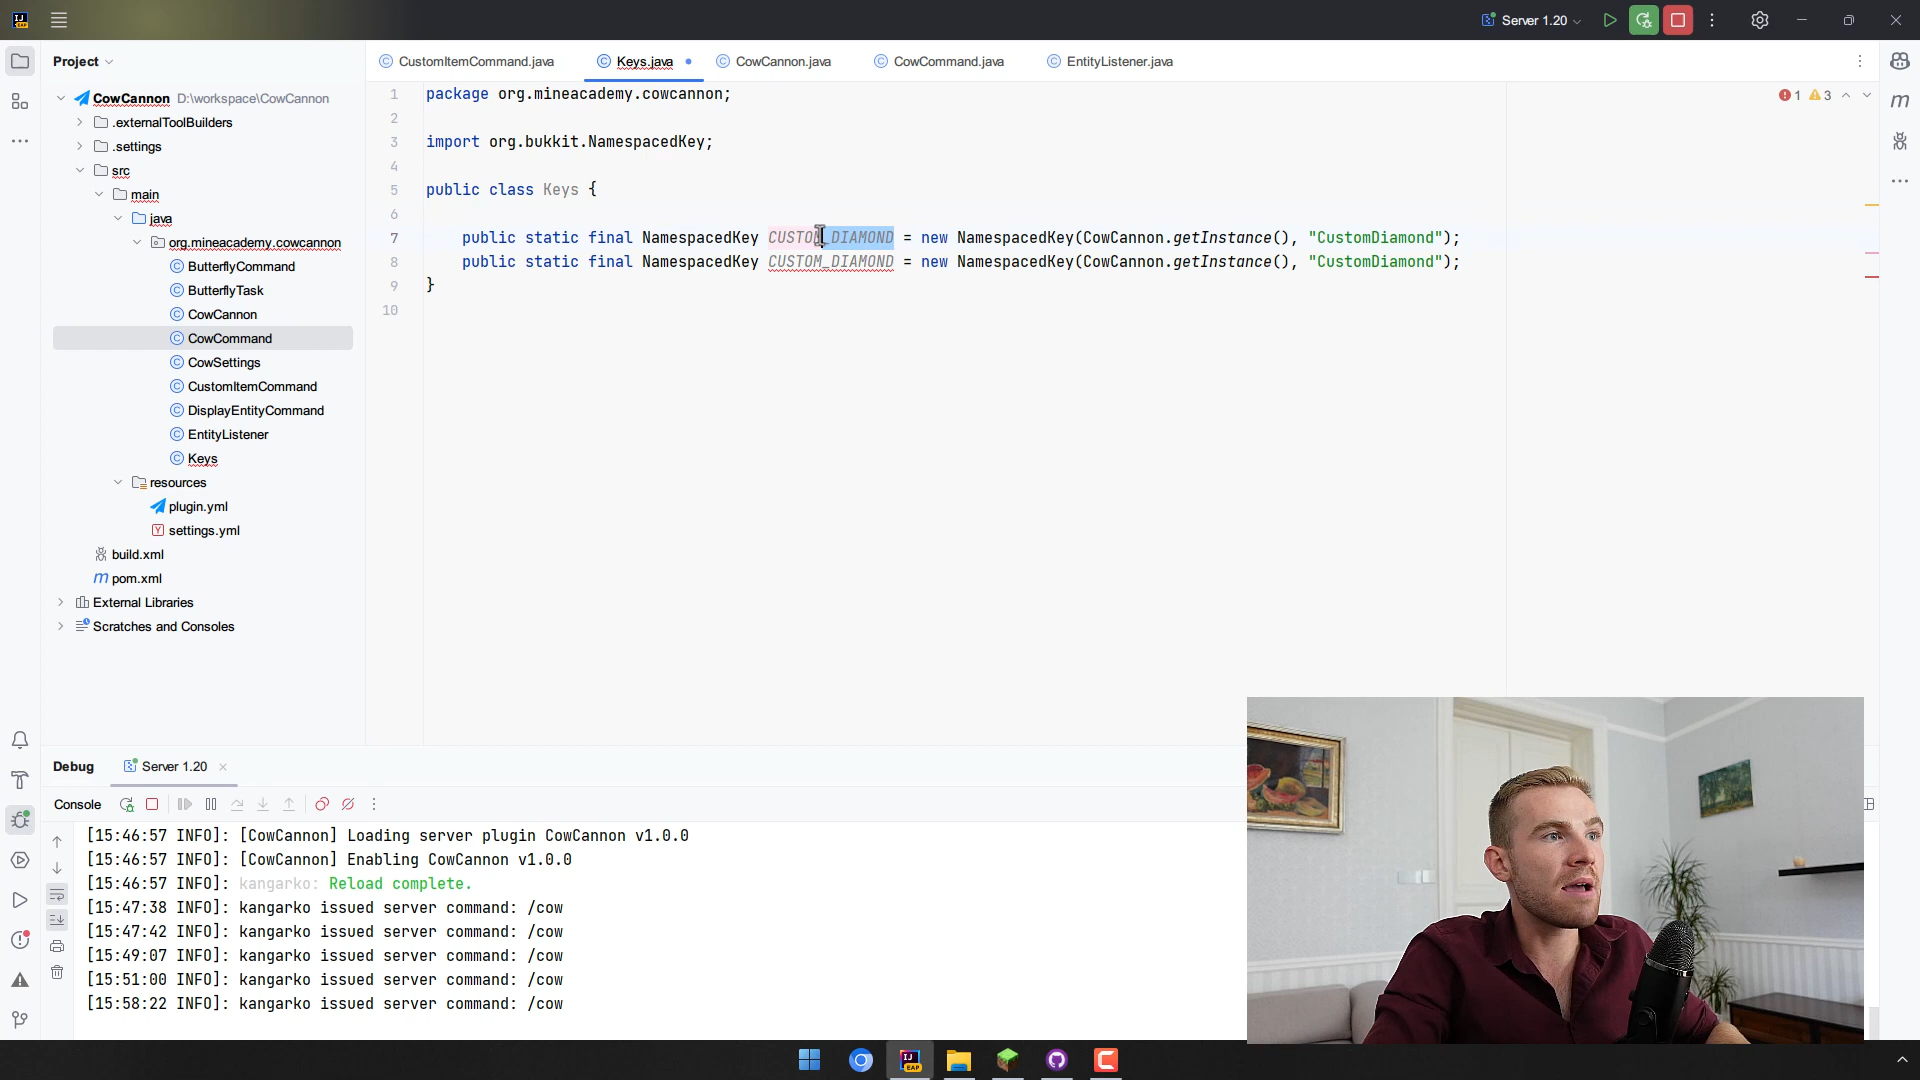 Server 1.20
Project
CustomItemCommand.java
Keys.java
CowCannon.java
CowCommand.java
EntityListener.java
CowCannon D:\workspace\CowCannon
.externalToolBuilders
.settings
src
main
java
org.mineacademy.cowcannon
ButterflyCommand
ButterflyTask
CowCannon
CowCommand
CowSettings
CustomItemCommand
DisplayEntityCommand
EntityListener
Keys
resources
plugin.yml
settings.yml
build.xml
pom.xml
External Libraries
Scratches and Consoles
1 package org.mineacademy.cowcannon;
2
3 import org.bukkit.NamespacedKey;
4
5 public class Keys {
6
7 public static final NamespacedKey CUSTOM_DIAMOND = new NamespacedKey(CowCannon.getInstance(), "CustomDiamond");
8 public static final NamespacedKey CUSTOM_DIAMOND = new NamespacedKey(CowCannon.getInstance(), "CustomDiamond");
9 }
10
1 3
Debug
Server 1.20
Console
[15:46:57 INFO]: [CowCannon] Loading server plugin CowCannon v1.0.0
[15:46:57 INFO]: [CowCannon] Enabling CowCannon v1.0.0
[15:46:57 INFO]: kangarko: Reload complete.
[15:47:38 INFO]: kangarko issued server command: /cow
[15:47:42 INFO]: kangarko issued server command: /cow
[15:49:07 INFO]: kangarko issued server command: /cow
[15:51:00 INFO]: kangarko issued server command: /cow
[15:58:22 INFO]: kangarko issued server command: /cow